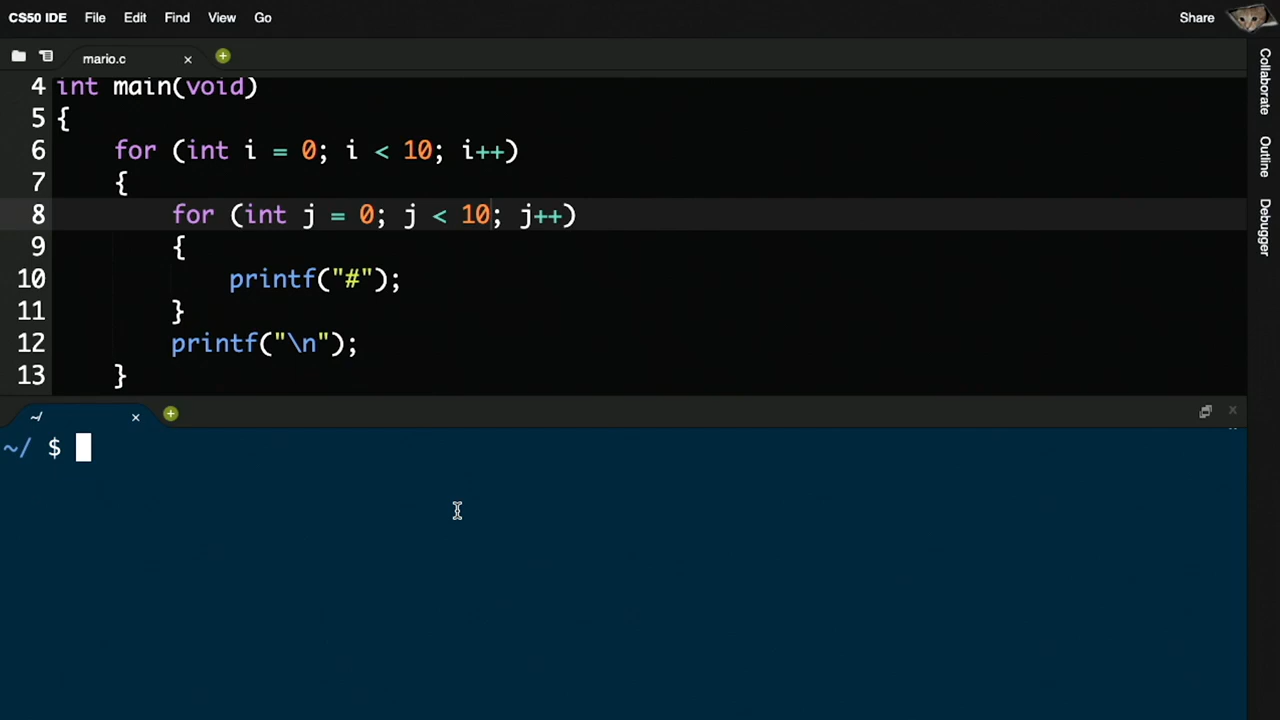 CS50 IDE File Edit Find View Go Share
mario.c
4 int main(void)
5 {
6     for (int i = 0; i < 10; i++)
7     {
8         for (int j = 0; j < 10; j++)
9         {
10             printf("#");
11         }
12         printf("\n");
13     }
~/
~/ $
Collaborate
Outline
Debugger